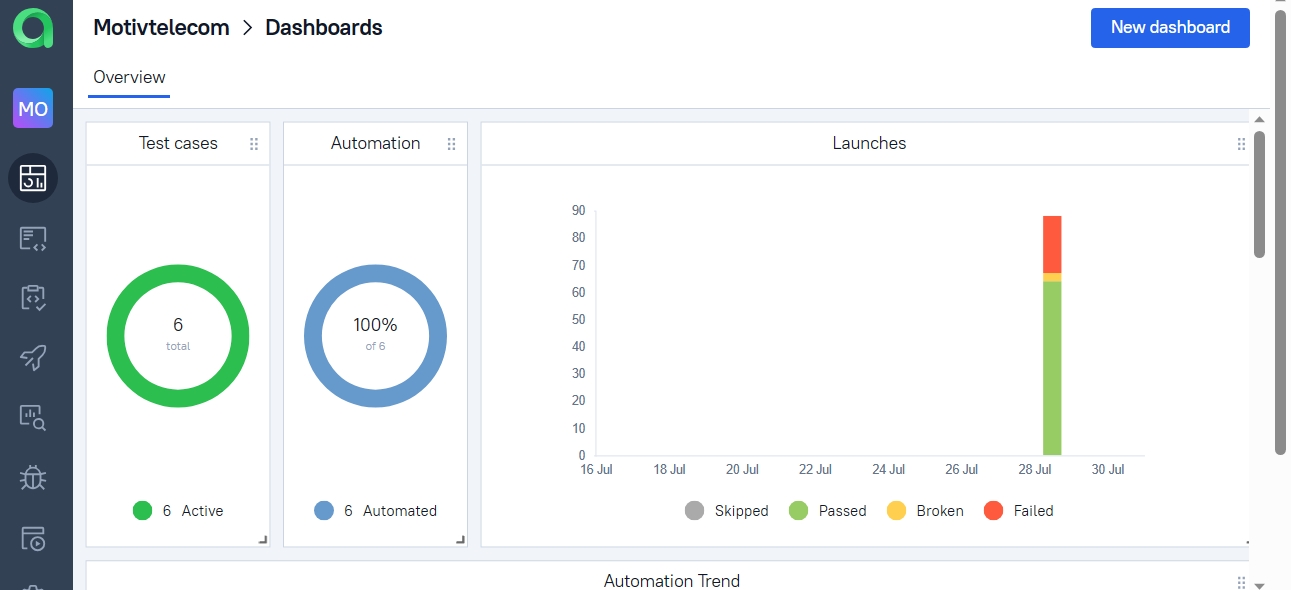 Motivtelecom > Dashboards
New dashboard
Overview
MO
Test cases
6
total
6 Active
Automation
100%
of 6
6 Automated
Launches
90
80
70
60
50
40
30
20
10
0
16 Jul 18 Jul 20 Jul 22 Jul 24 Jul 26 Jul 28 Jul 30 Jul
Skipped Passed Broken Failed
Automation Trend